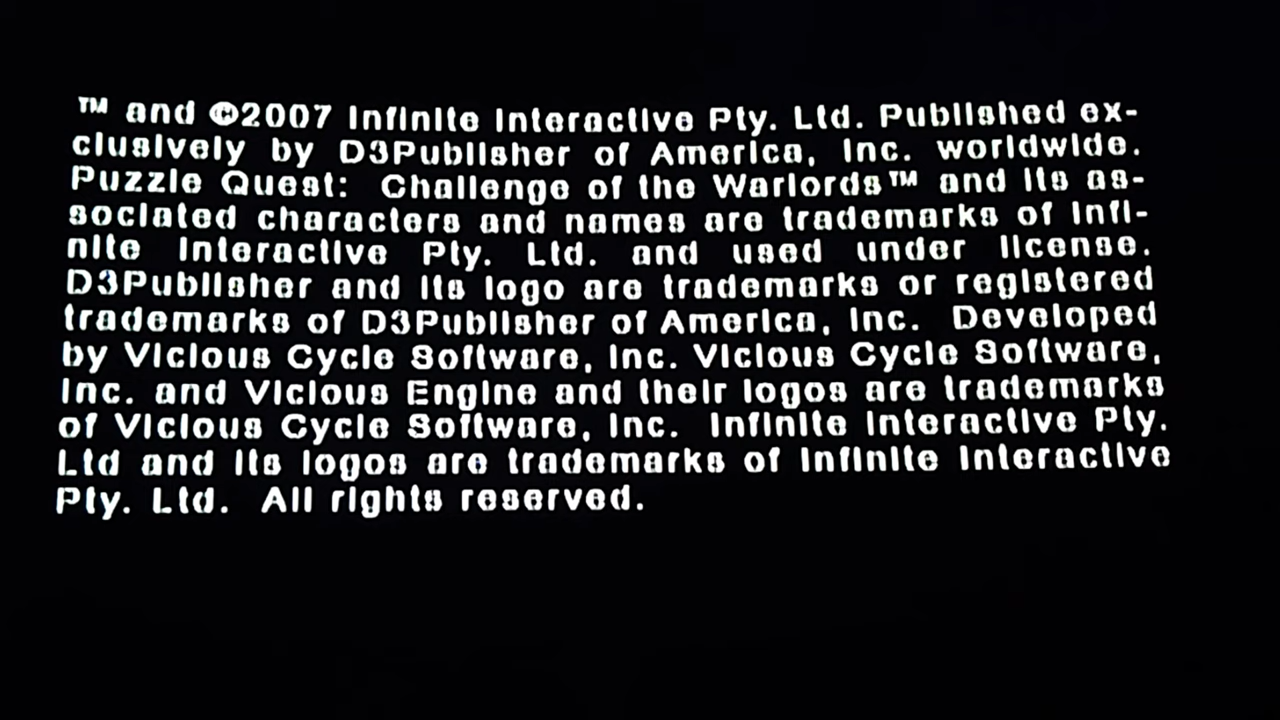 ™ and ©2007 Infinite Interactive Pty. Ltd. Published ex-
clusively by D3Publisher of America, Inc. worldwide.
Puzzle Quest: Challenge of the Warlords™ and its as-
sociated characters and names are trademarks of Infi-
nite Interactive Pty. Ltd. and used under license.
D3Publisher and its logo are trademarks or registered
trademarks of D3Publisher of America, Inc. Developed
by Vicious Cycle Software, Inc. Vicious Cycle Software,
Inc. and Vicious Engine and their logos are trademarks
of Vicious Cycle Software, Inc. Infinite Interactive Pty.
Ltd and its logos are trademarks of Infinite Interactive
Pty. Ltd. All rights reserved.